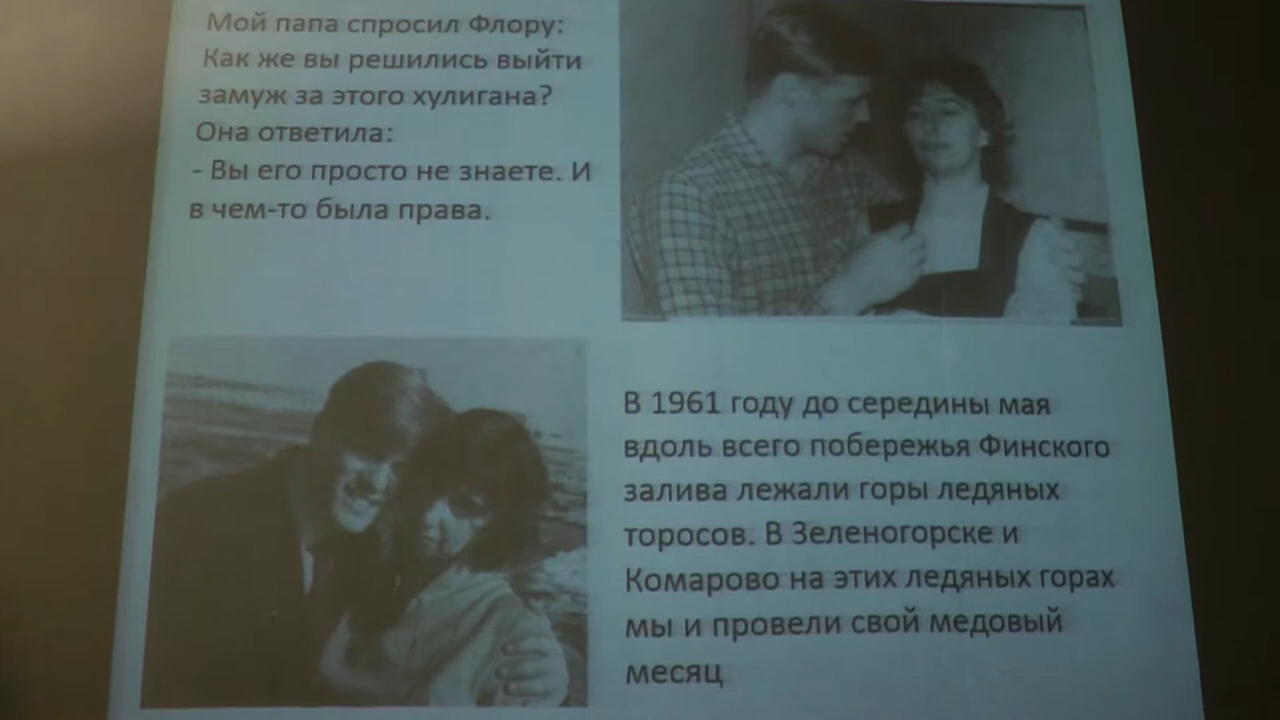 Мой папа спросил Флору:
Как же вы решились выйти
замуж за этого хулигана?
Она ответила:
- Вы его просто не знаете. И
в чем-то была права.
В 1961 году до середины мая
вдоль всего побережья Финского
залива лежали горы ледяных
торосов. В Зеленогорске и
Комарово на этих ледяных горах
мы и провели свой медовый
месяц